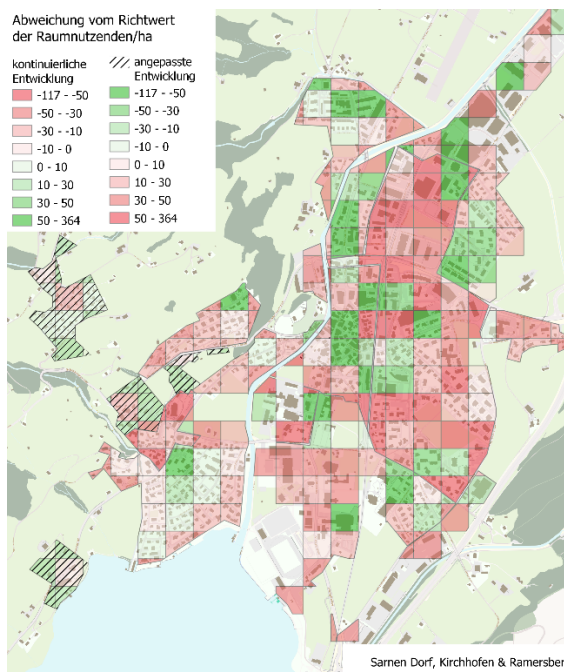 Abweichung vom Richtwert
der Raumnutzenden/ha
kontinuierliche
Entwicklung
-117 - -50
-50 - -30
-30 - -10
-10 - 0
0 - 10
10 - 30
30 - 50
50 - 364
angepasste
Entwicklung
-117 - -50
-50 - -30
-30 - -10
-10 - 0
0 - 10
10 - 30
30 - 50
50 - 364
Sarnen Dorf, Kirchhofen & Ramersber